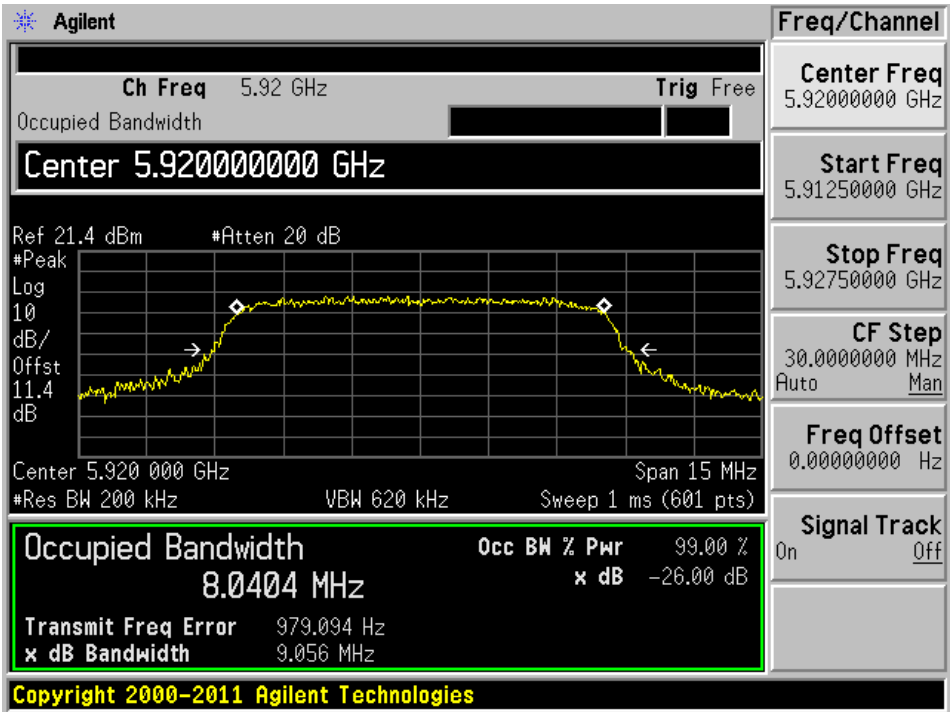 Agilent
Freq/Channel
Ch Freq 5.92 GHz Trig Free
Occupied Bandwidth
Center 5.920000000 GHz
Ref 21.4 dBm #Atten 20 dB
#Peak
Log
10
dB/
Offst
11.4
dB
Center 5.920 000 GHz Span 15 MHz
#Res BW 200 kHz VBW 620 kHz Sweep 1 ms (601 pts)
Occupied Bandwidth
8.0404 MHz
Occ BW % Pwr 99.00 %
x dB -26.00 dB
Transmit Freq Error 979.094 Hz
x dB Bandwidth 9.056 MHz
Copyright 2000-2011 Agilent Technologies
Center Freq
5.92000000 GHz
Start Freq
5.91250000 GHz
Stop Freq
5.92750000 GHz
CF Step
30.0000000 MHz
Auto Man
Freq Offset
0.00000000 Hz
Signal Track
On Off